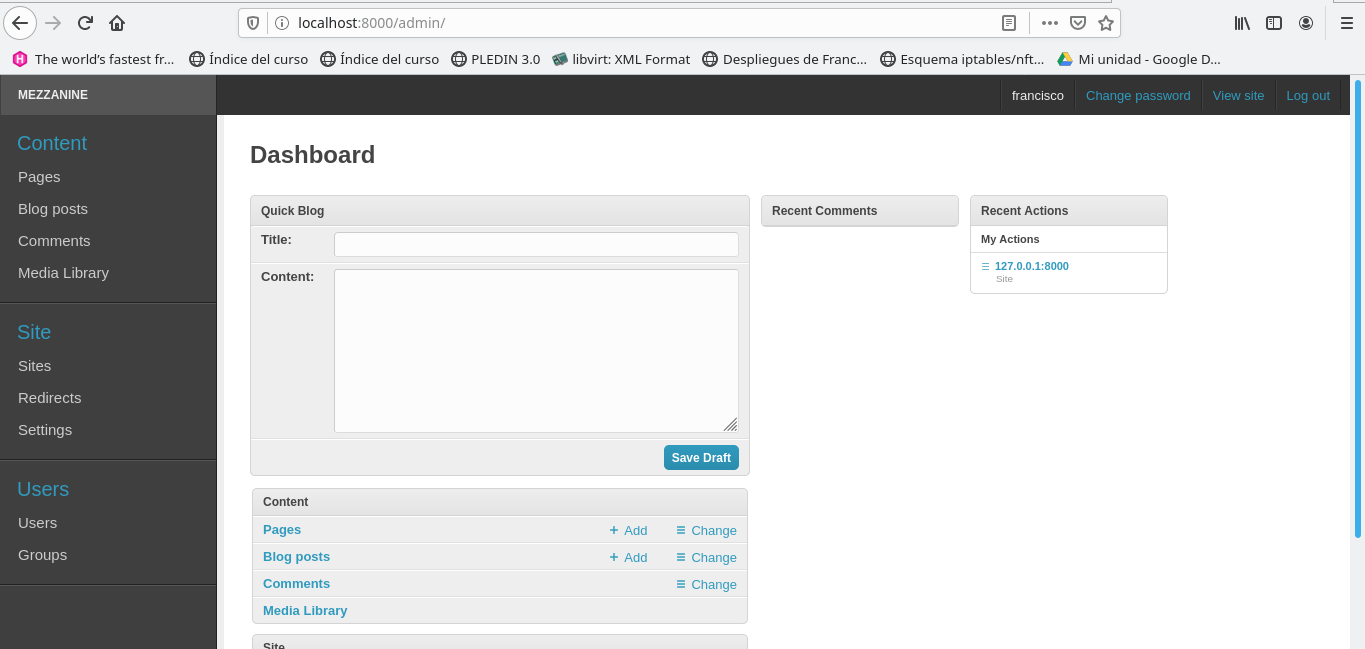 localhost:8000/admin/
The world's fastest fr... Índice del curso Índice del curso PLEDIN 3.0 libvirt: XML Format Despliegues de Franc... Esquema iptables/nft... Mi unidad - Google D...
MEZZANINE
francisco Change password View site Log out
Content
Pages
Blog posts
Comments
Media Library
Site
Sites
Redirects
Settings
Users
Users
Groups
Dashboard
Quick Blog
Title:
Content:
Save Draft
Content
Pages + Add Change
Blog posts + Add Change
Comments Change
Media Library
Site
Recent Comments
Recent Actions
My Actions
127.0.0.1:8000
Site